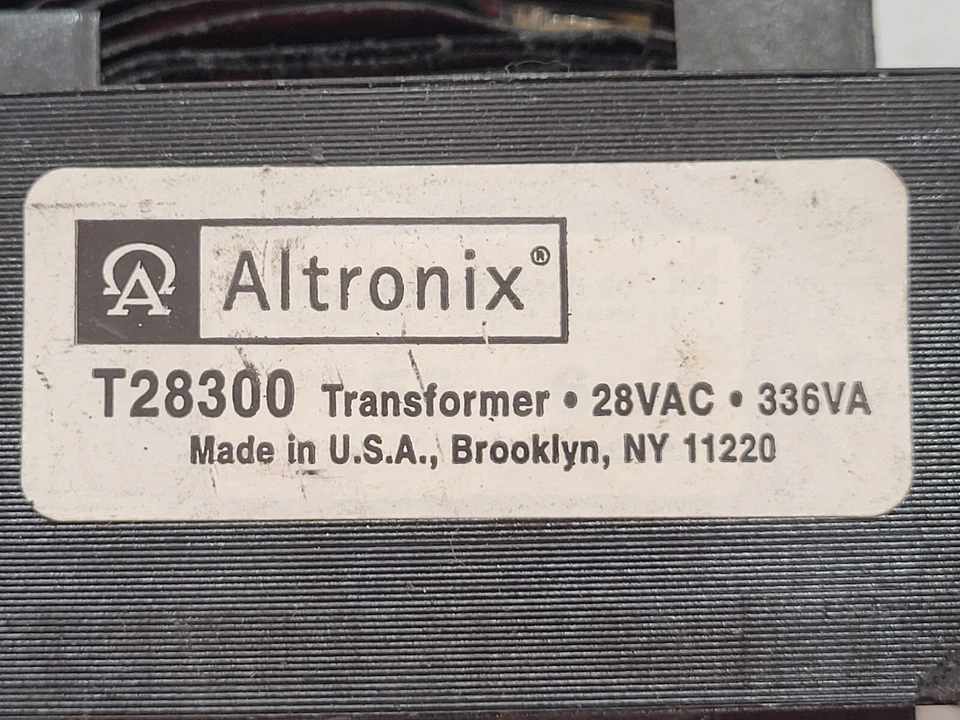 Altronix®
T28300 Transformer • 28VAC • 336VA
Made in U.S.A., Brooklyn, NY 11220